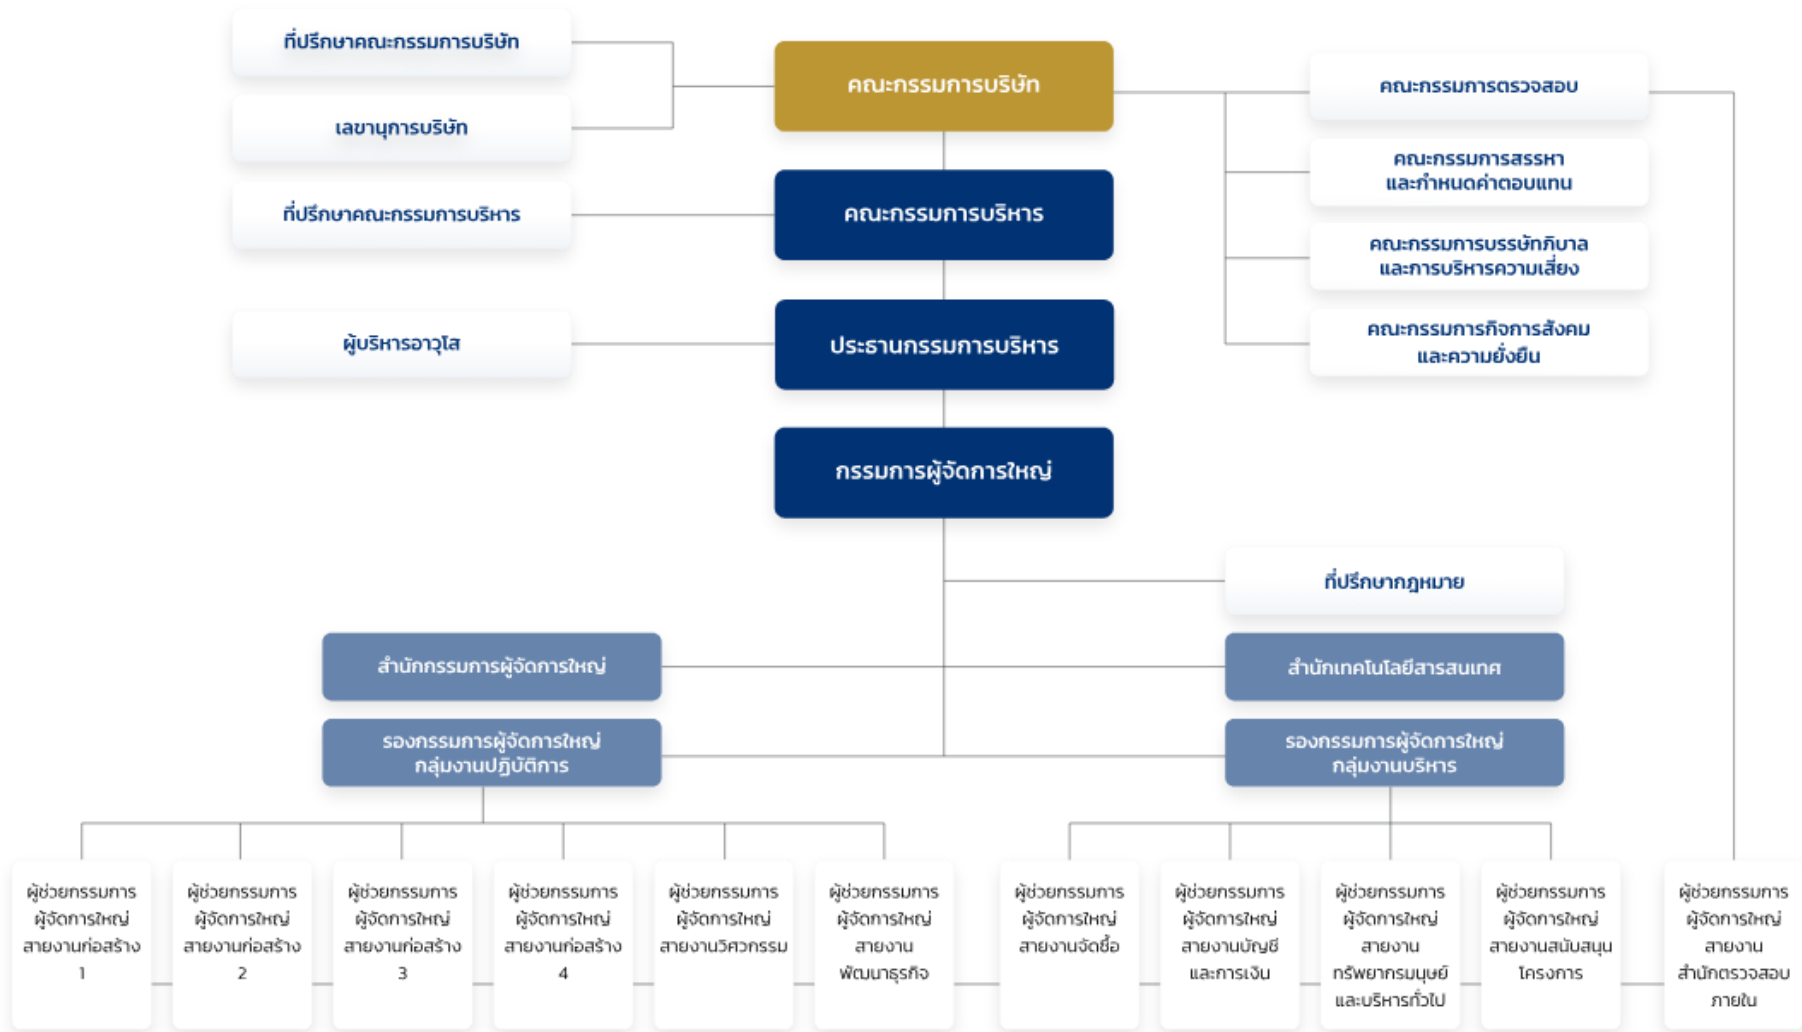 ที่ปรึกษาคณะกรรมการบริษัท
เลขานุการบริษัท
คณะกรรมการบริษัท
คณะกรรมการตรวจสอบ
คณะกรรมการสรรหา
และกำหนดค่าตอบแทน
ที่ปรึกษาคณะกรรมการบริหาร
คณะกรรมการบริหาร
คณะกรรมการบรรษัทภิบาล
และการบริหารความเสี่ยง
ผู้บริหารอาวุโส
ประธานกรรมการบริหาร
คณะกรรมการกิจการสังคม
และความยั่งยืน
กรรมการผู้จัดการใหญ่
ที่ปรึกษากฎหมาย
สำนักกรรมการผู้จัดการใหญ่
สำนักเทคโนโลยีสารสนเทศ
รองกรรมการผู้จัดการใหญ่
กลุ่มงานปฏิบัติการ
รองกรรมการผู้จัดการใหญ่
กลุ่มงานบริหาร
ผู้ช่วยกรรมการ
ผู้จัดการใหญ่
สายงานก่อสร้าง
1
ผู้ช่วยกรรมการ
ผู้จัดการใหญ่
สายงานก่อสร้าง
2
ผู้ช่วยกรรมการ
ผู้จัดการใหญ่
สายงานก่อสร้าง
3
ผู้ช่วยกรรมการ
ผู้จัดการใหญ่
สายงานก่อสร้าง
4
ผู้ช่วยกรรมการ
ผู้จัดการใหญ่
สายงานวิศวกรรม
ผู้ช่วยกรรมการ
ผู้จัดการใหญ่
สายงาน
พัฒนาธุรกิจ
ผู้ช่วยกรรมการ
ผู้จัดการใหญ่
สายงานจัดซื้อ
ผู้ช่วยกรรมการ
ผู้จัดการใหญ่
สายงานบัญชี
และการเงิน
ผู้ช่วยกรรมการ
ผู้จัดการใหญ่
สายงาน
ทรัพยากรมนุษย์
และบริหารทั่วไป
ผู้ช่วยกรรมการ
ผู้จัดการใหญ่
สายงานสนับสนุน
โครงการ
ผู้ช่วยกรรมการ
ผู้จัดการใหญ่
สายงาน
สำนักตรวจสอบ
ภายใน